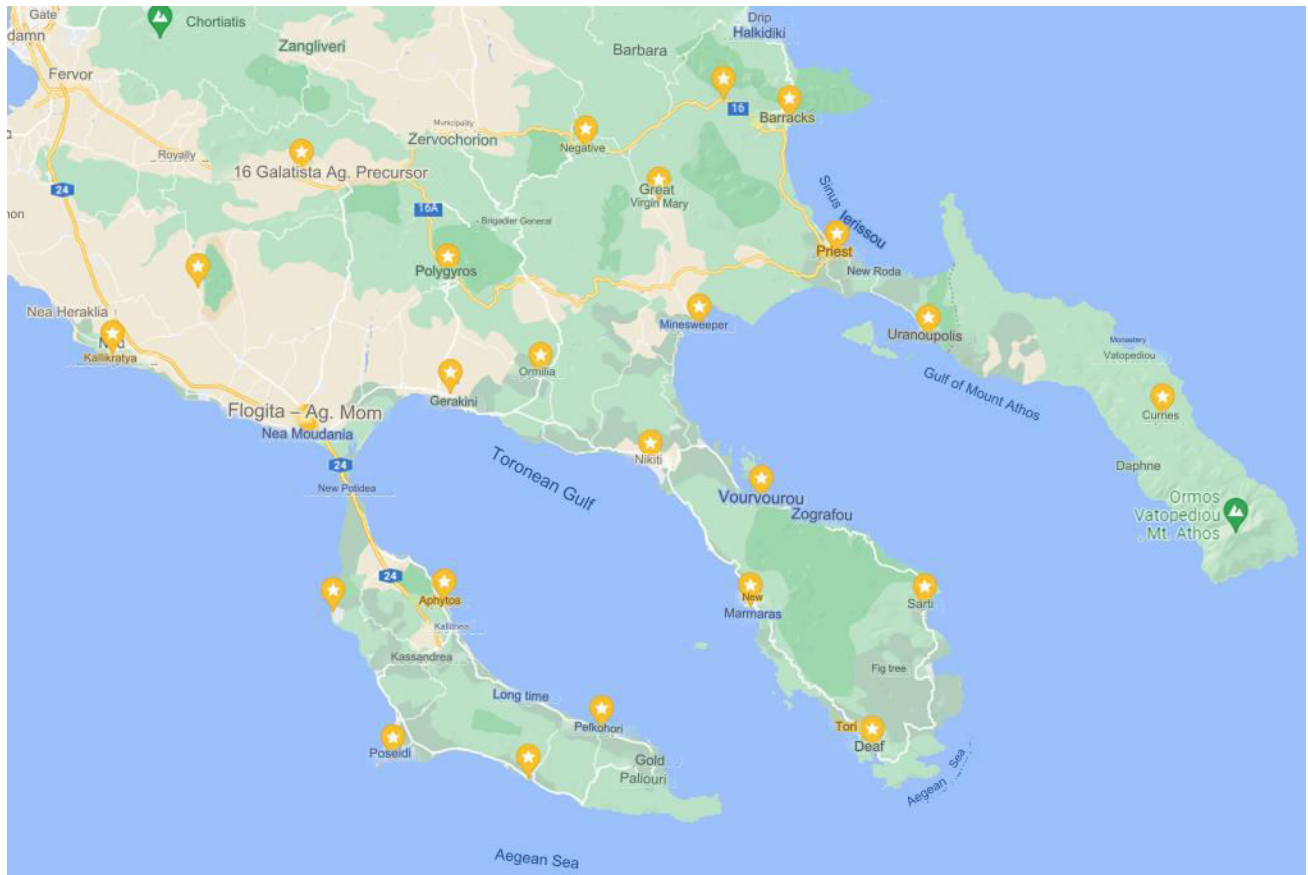 Gate
damn
Chortiatis
Zangliveri
Drip
Halkidiki
Barbara
Fervor
16
Barracks
Municipality
Zervochorion
Negative
Royally
16 Galatista Ag. Precursor
24
Great
Virgin Mary
Sinus Ierissou
non
16A
Brigadier General
Priest
Polygyros
New Roda
Nea Heraklia
Minesweeper
Uranoupolis
Monastery
Vatopediou
Kallikratya
Ormilia
Gulf of Mount Athos
Gerakini
Curries
Flogita – Ag. Mom
Nea Moudania
Nikiti
24
Toronean Gulf
Daphne
New Potidea
Vourvourou
Zografou
Ormos
Vatopediou
Mt. Athos
24
Aphytos
New
Marmaras
Sarti
Kallithea
Kassandrea
Fig tree
Long time
Pefkohori
Tori
Deaf
Poseidi
Gold
Paliouri
Aegean Sea
Aegean Sea